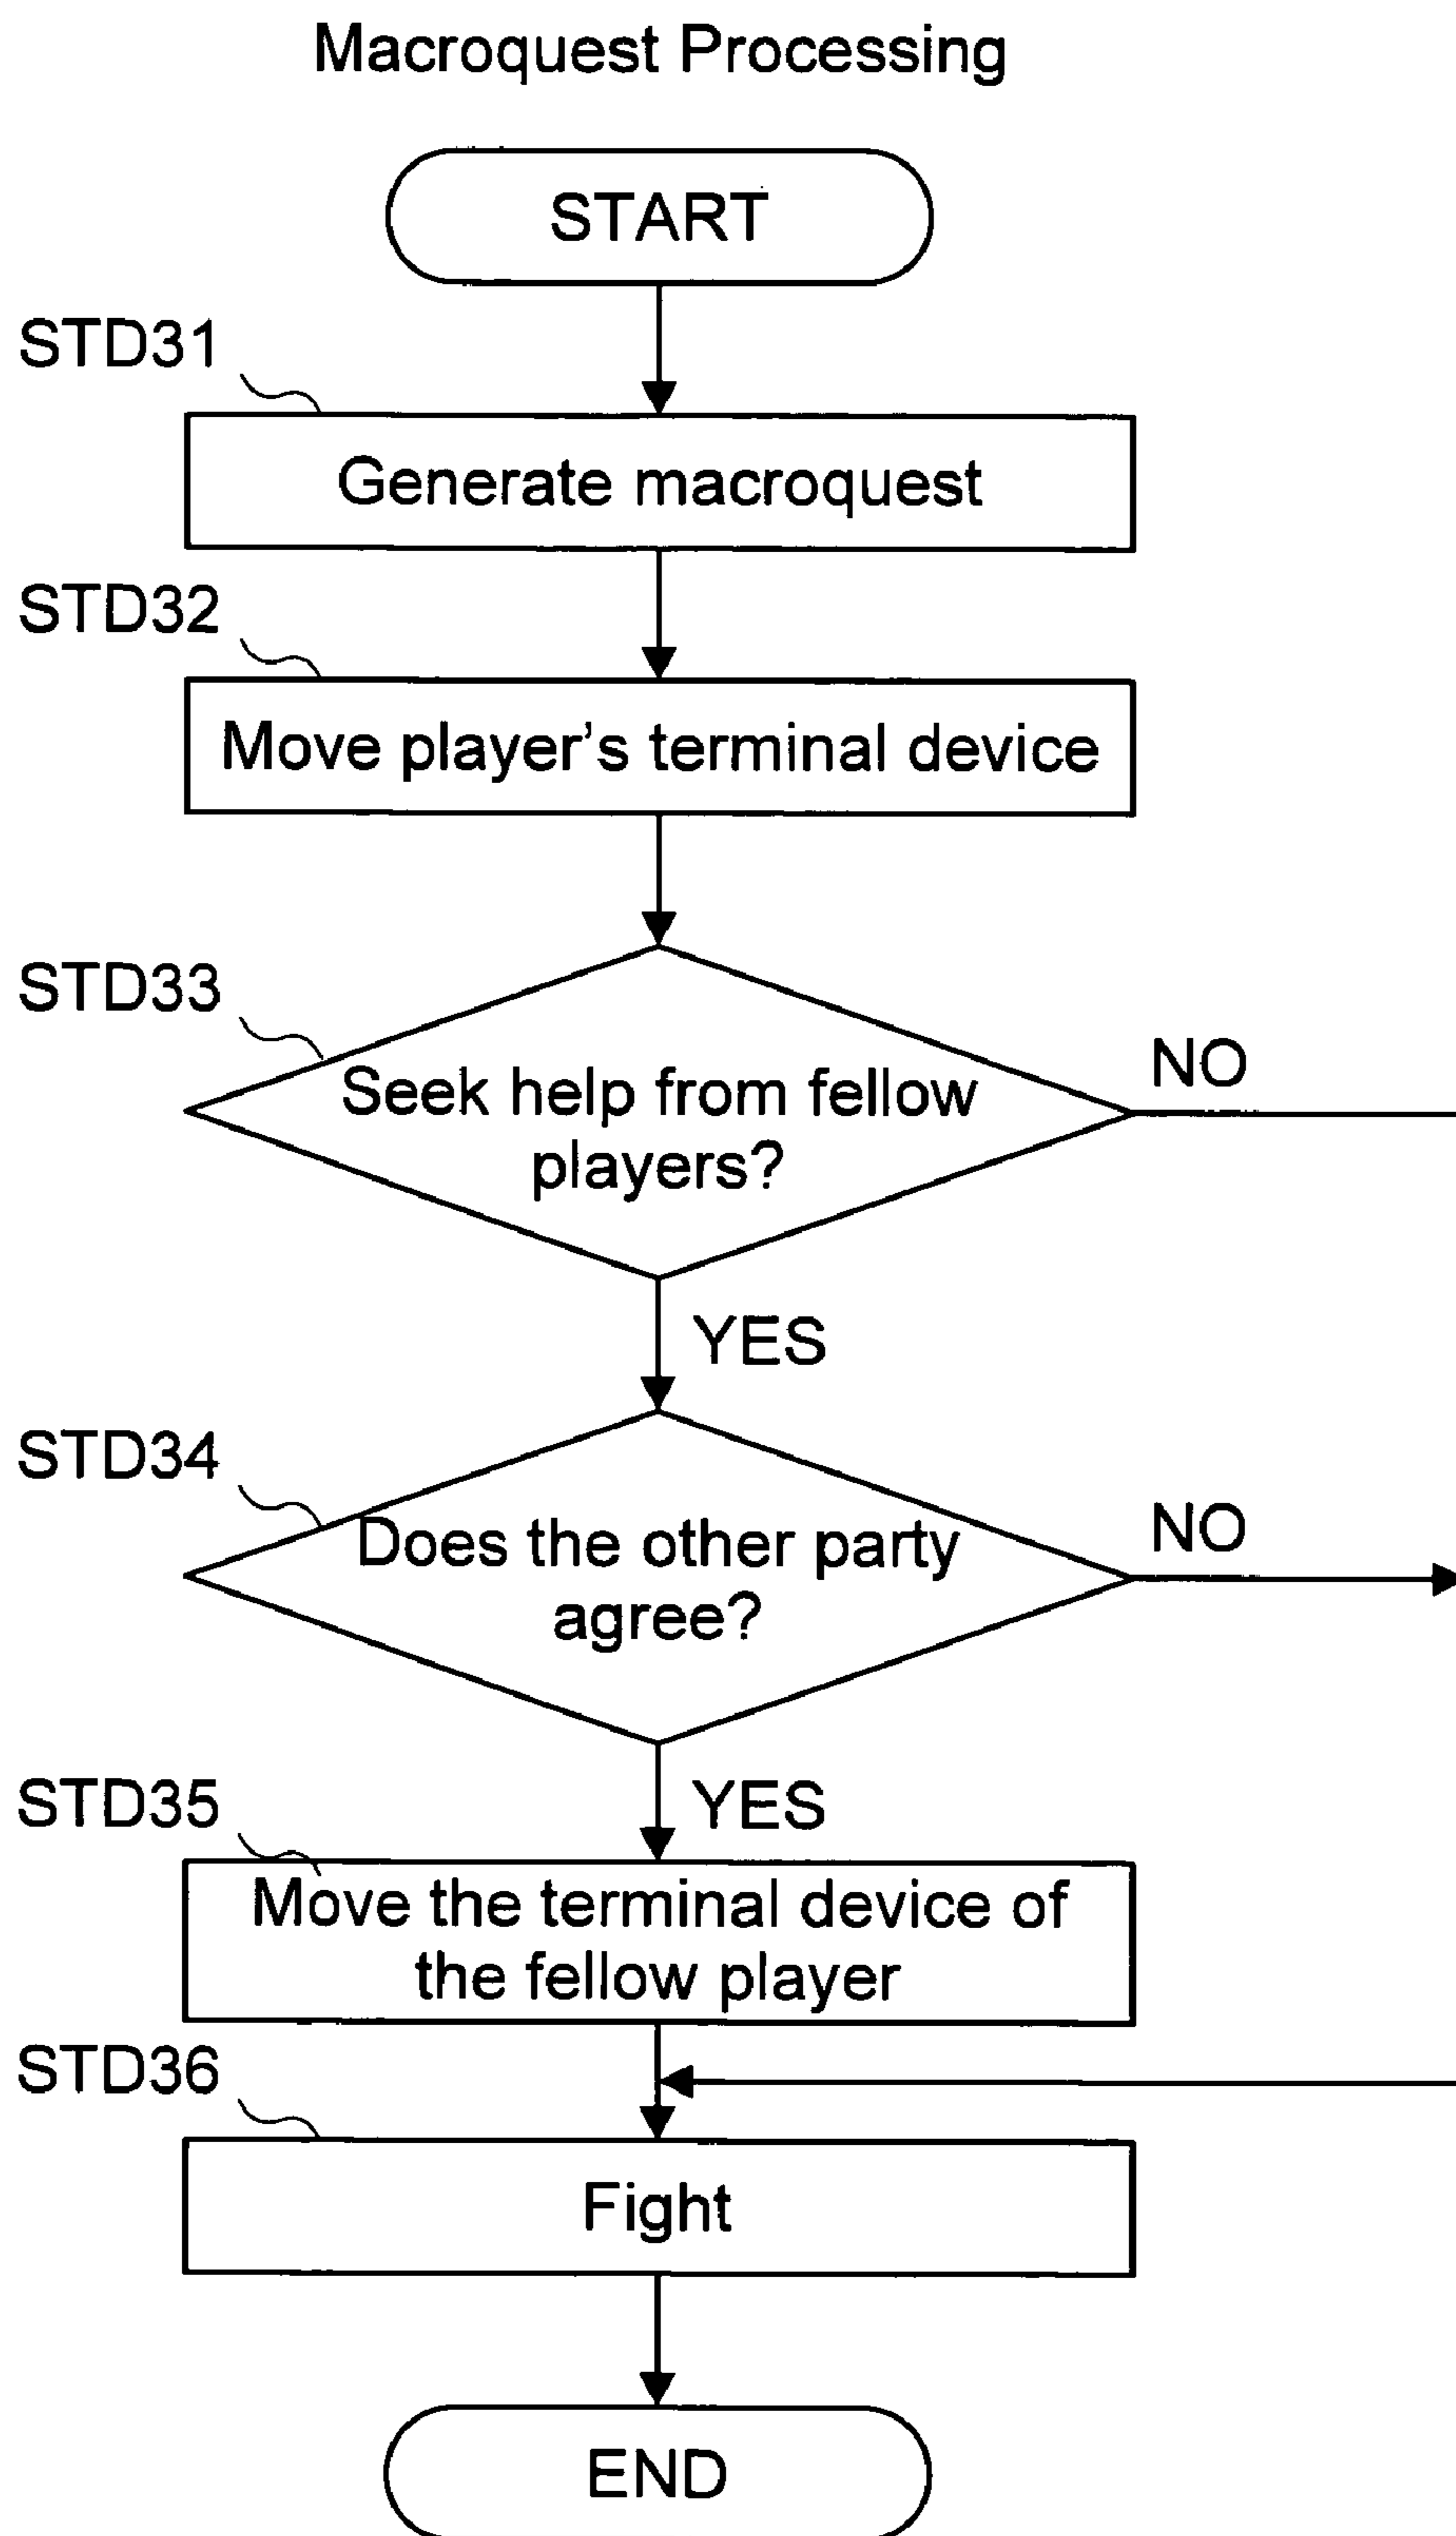 Macroquest Processing
START
STD31
Generate macroquest
STD32
Move player's terminal device
STD33
Seek help from fellow
players?
NO
YES
STD34
Does the other party
agree?
NO
YES
STD35
Move the terminal device of
the fellow player
STD36
Fight
END